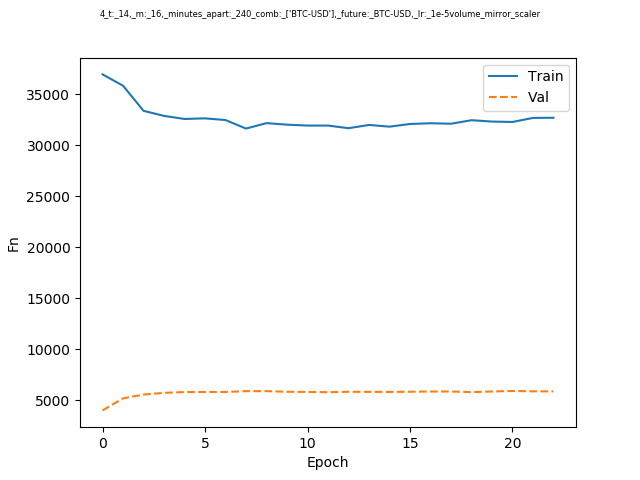 4_t:_14,_m:_16,_minutes_apart:_240_comb:_['BTC-USD'],_future:_BTC-USD,_lr:_1e-5volume_mirror_scaler
Train
Val
35000
30000
25000
20000
15000
10000
5000
Fn
0 5 10 15 20
Epoch